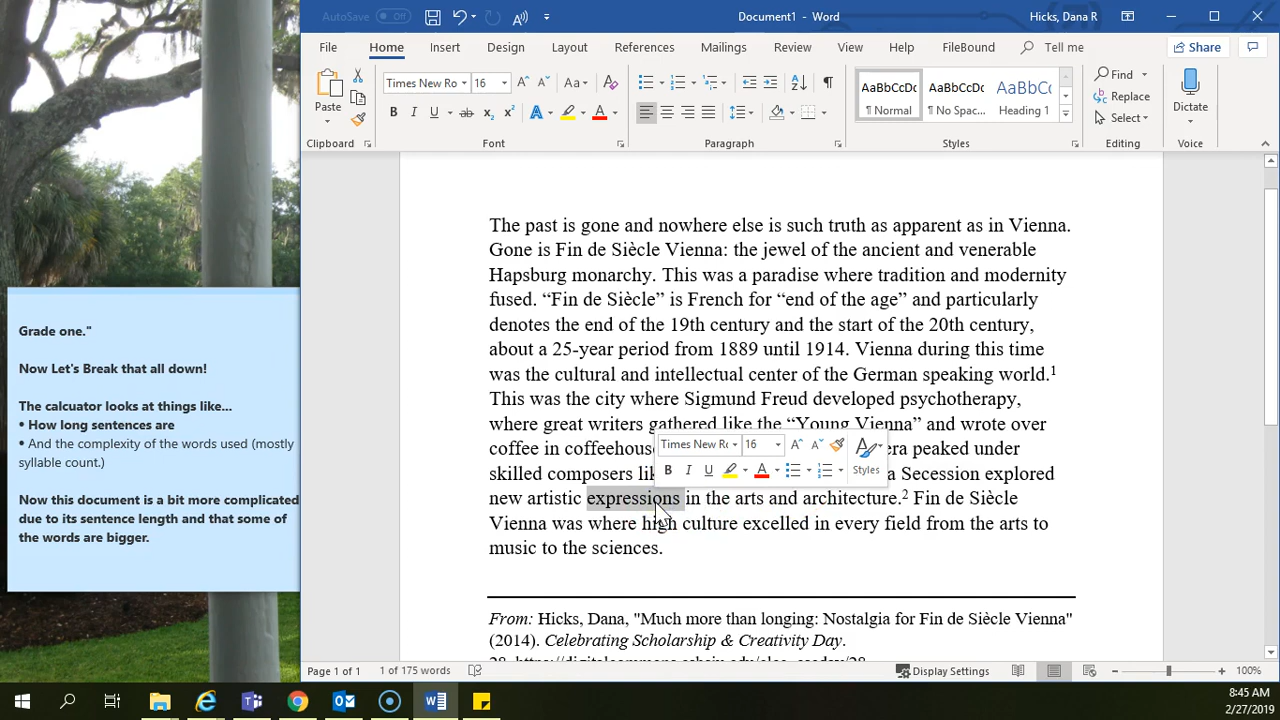 AutoSave Off
Document1 - Word
Hicks, Dana R
File Home Insert Design Layout References Mailings Review View Help FileBound Tell me
Share
Times New Ro 16
Aa
Paste
B I U ab x₂ x² A A
AaBbCcDc AaBbCcDc AaBbCc
¶ Normal ¶ No Spac... Heading 1
Find
Replace
Select
Dictate
Clipboard Font Paragraph Styles Voice
Grade one."
Now Let's Break that all down!
The calcuator looks at things like...
• How long sentences are
• And the complexity of the words used (mostly
syllable count.)
Now this document is a bit more complicated
due to its sentence length and that some of
the words are bigger.
The past is gone and nowhere else is such truth as apparent as in Vienna.
Gone is Fin de Siècle Vienna: the jewel of the ancient and venerable
Hapsburg monarchy. This was a paradise where tradition and modernity
fused. “Fin de Siècle” is French for “end of the age” and particularly
denotes the end of the 19th century and the start of the 20th century,
about a 25-year period from 1889 until 1914. Vienna during this time
was the cultural and intellectual center of the German speaking world.1
This was the city where Sigmund Freud developed psychotherapy,
where great writers gathered like the “Young Vienna” and wrote over
coffee in era peaked under
skilled composers Secession explored
new artistic expressions in the arts and architecture.2 Fin de Siècle
Vienna was where high culture excelled in every field from the arts to
music to the sciences.
Times New Ro 16
B I U A Styles
From: Hicks, Dana, "Much more than longing: Nostalgia for Fin de Siècle Vienna"
(2014). Celebrating Scholarship & Creativity Day.
Page 1 of 1 1 of 175 words
Display Settings
100%
8:45 AM
2/27/2019